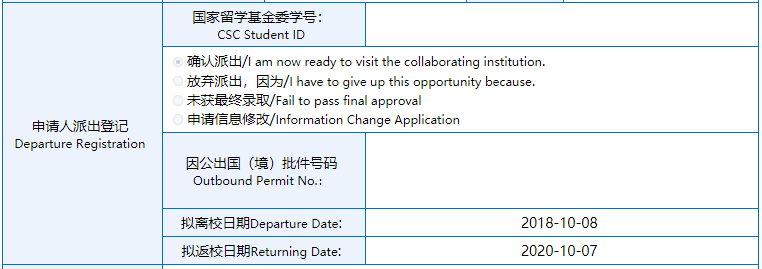 国家留学基金委学号：
CSC Student ID
确认派出/I am now ready to visit the collaborating institution.
放弃派出，因为/I have to give up this opportunity because.
未获最终录取/Fail to pass final approval
申请信息修改/Information Change Application
申请人派出登记
Departure Registration
因公出国（境）批件号码
Outbound Permit No.:
拟离校日期Departure Date: 2018-10-08
拟返校日期Returning Date: 2020-10-07